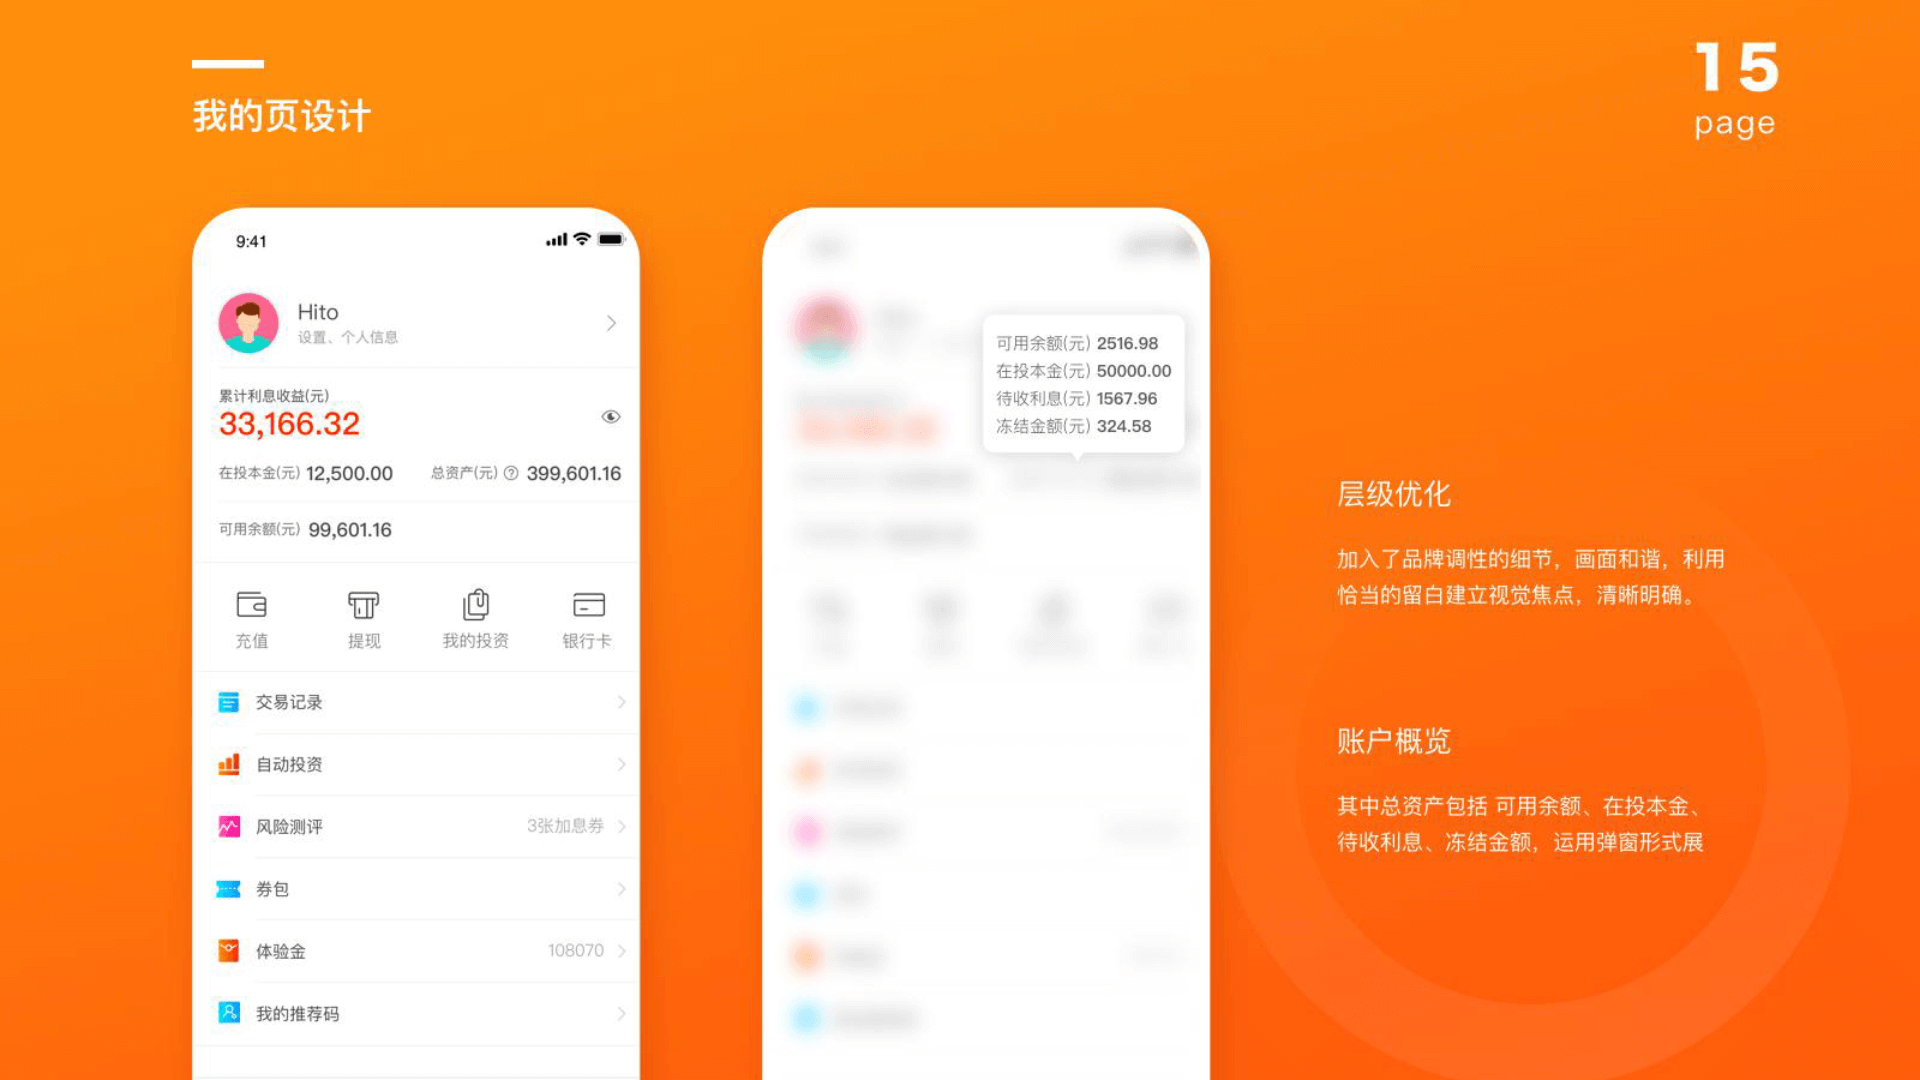 我的页设计
15
page
9:41
Hito
设置、个人信息
累计利息收益(元)
33,166.32
在投本金(元) 12,500.00 总资产(元) ? 399,601.16
可用余额(元) 99,601.16
充值 提现 我的投资 银行卡
交易记录
自动投资
风险测评 3张加息券
券包
体验金 108070
我的推荐码
可用余额(元) 2516.98
在投本金(元) 50000.00
待收利息(元) 1567.96
冻结金额(元) 324.58
层级优化
加入了品牌调性的细节，画面和谐，利用
恰当的留白建立视觉焦点，清晰明确。
账户概览
其中总资产包括 可用余额、在投本金、
待收利息、冻结金额，运用弹窗形式展